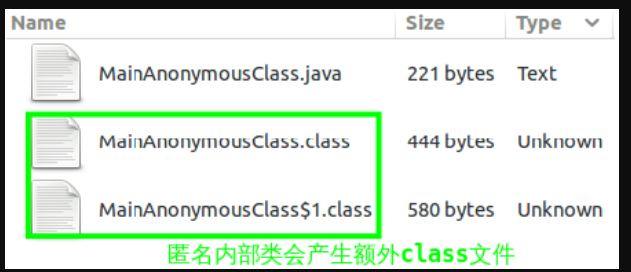 Name Size Type
MainAnonymousClass.java 221 bytes Text
MainAnonymousClass.class 444 bytes Unknown
MainAnonymousClass$1.class 580 bytes Unknown
匿名内部类会产生额外class文件